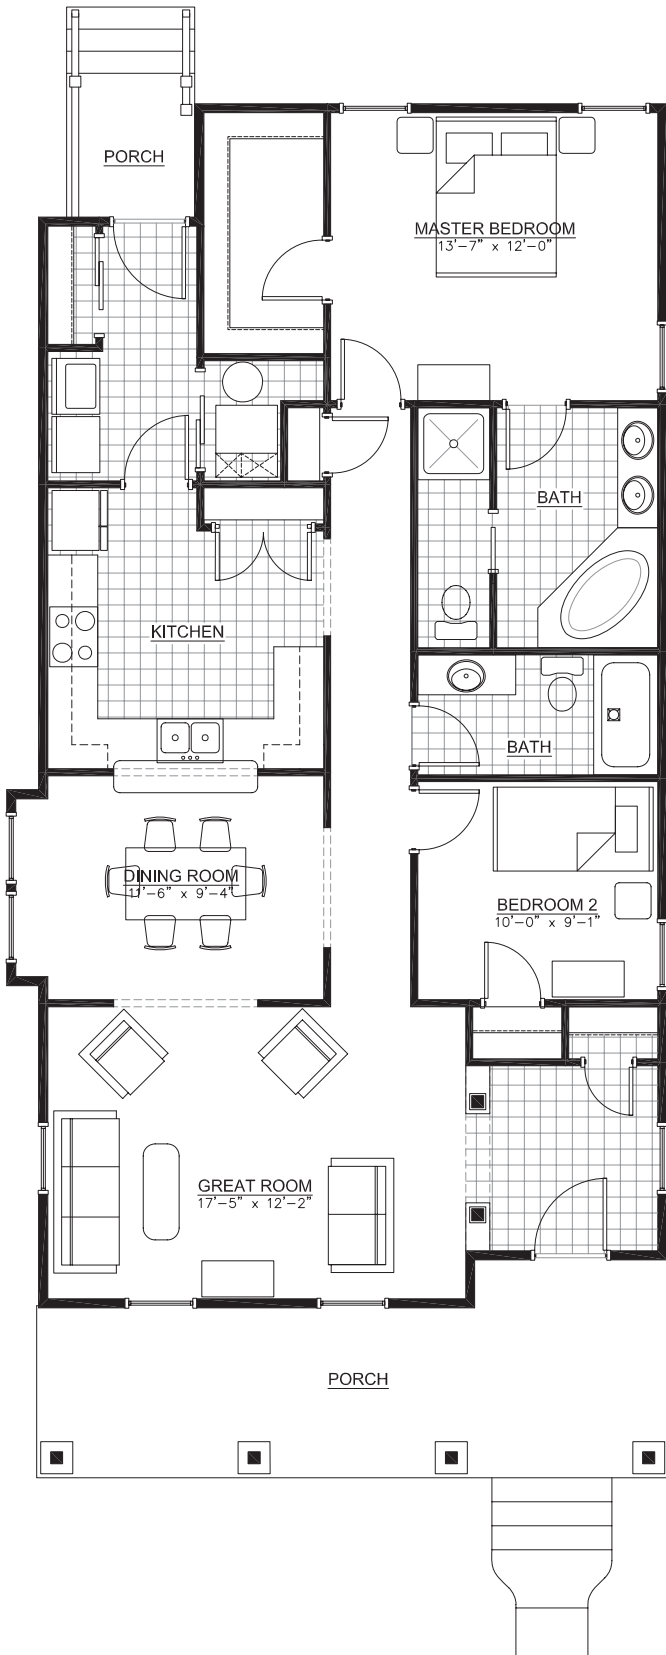 PORCH
MASTER BEDROOM
13'-7" x 12'-0"
BATH
KITCHEN
BATH
DINING ROOM
11'-6" x 9'-4"
BEDROOM 2
10'-0" x 9'-1"
GREAT ROOM
17'-5" x 12'-2"
PORCH